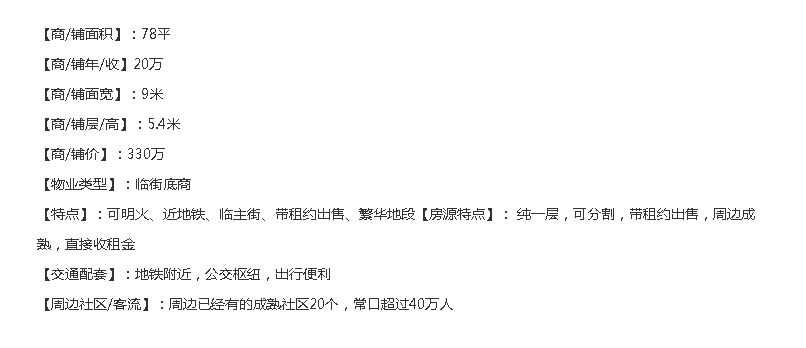 【商/铺面积】：78平
【商/铺年/收】20万
【商/铺面宽】：9米
【商/铺层/高】：5.4米
【商/铺价】：330万
【物业类型】：临街底商
【特点】：可明火、近地铁、临主街、带租约出售、繁华地段【房源特点】： 纯一层，可分割，带租约出售，周边成
熟，直接收租金
【交通配套】：地铁附近，公交枢纽，出行便利
【周边社区/客流】：周边已经有的成熟社区20个，常口超过40万人